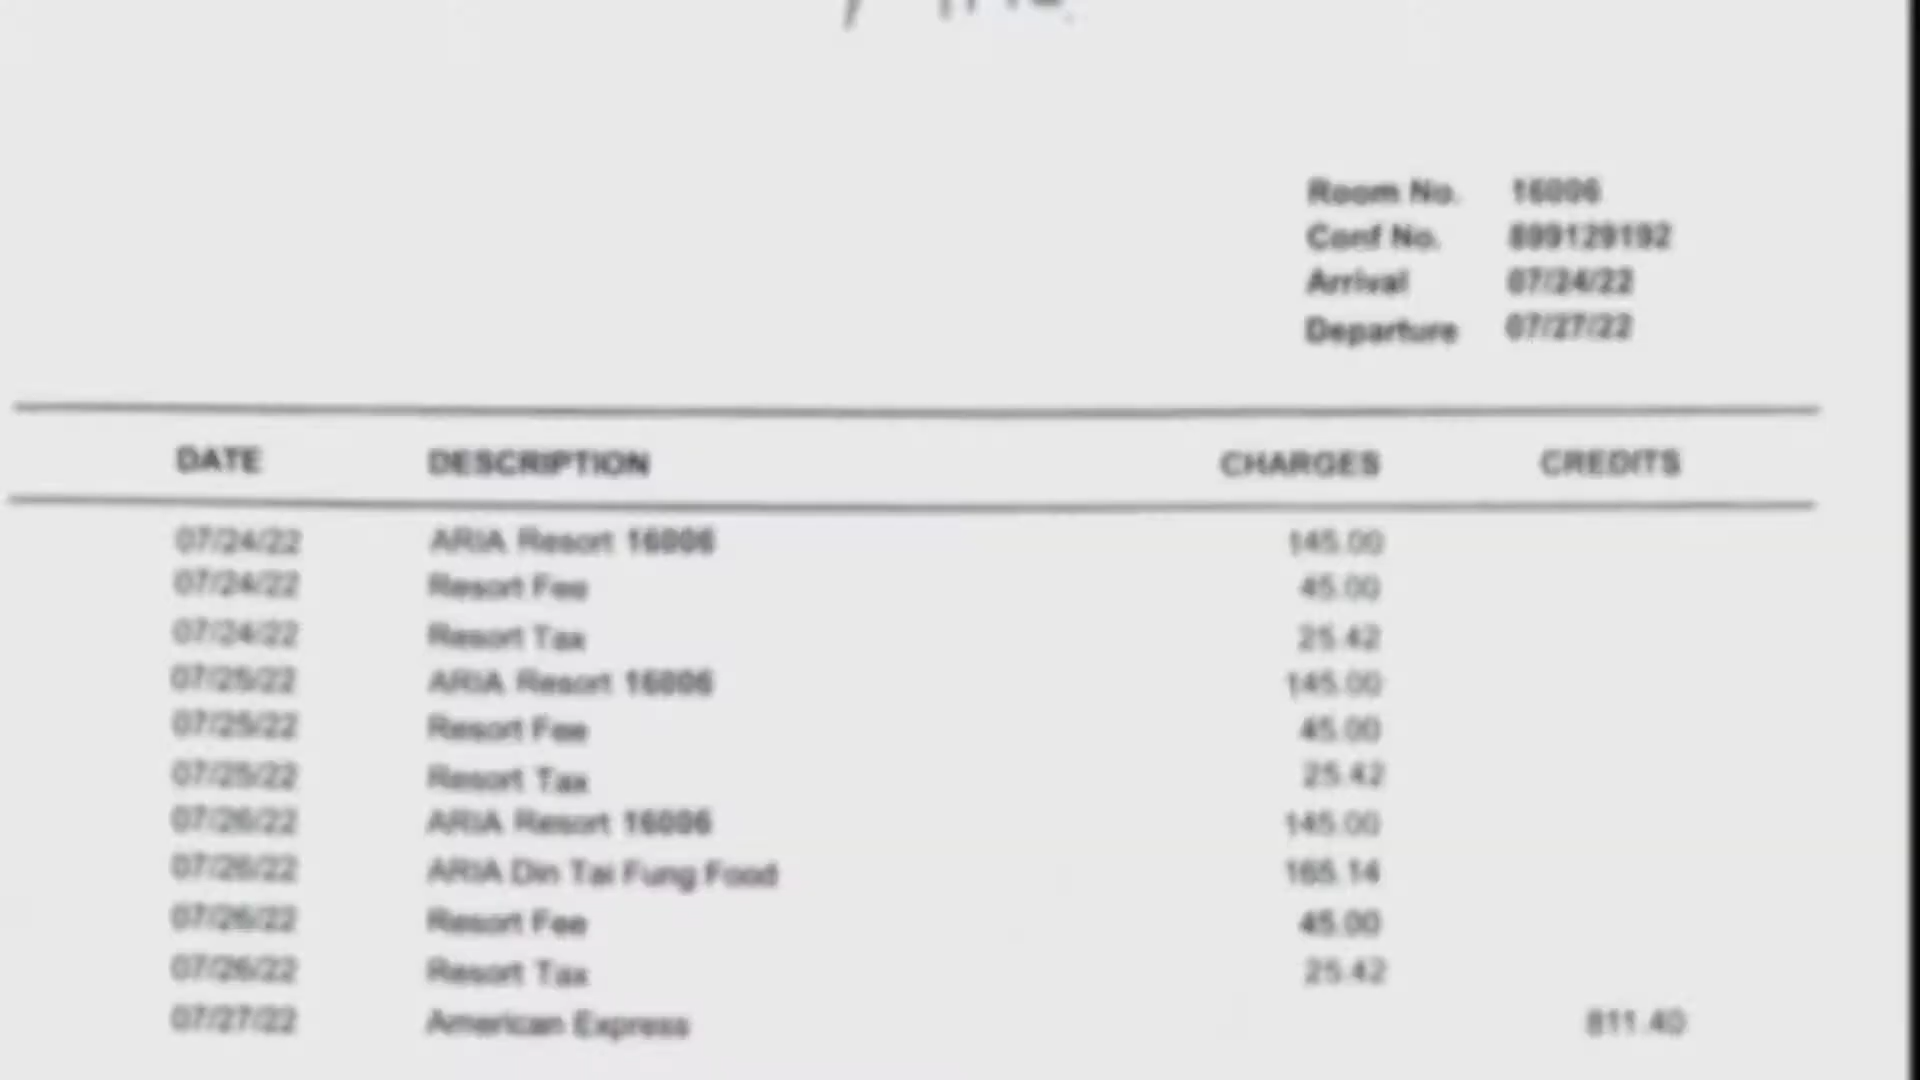 Room No. 16006
Conf No. 899129192
Arrival 07/24/22
Departure 07/27/22
DATE DESCRIPTION CHARGES CREDITS
07/24/22 ARIA Resort 16006 145.00
07/24/22 Resort Fee 45.00
07/24/22 Resort Tax 25.42
07/25/22 ARIA Resort 16006 145.00
07/25/22 Resort Fee 45.00
07/25/22 Resort Tax 25.42
07/26/22 ARIA Resort 16006 145.00
07/26/22 ARIA Din Tai Fung Food 165.14
07/26/22 Resort Fee 45.00
07/26/22 Resort Tax 25.42
07/27/22 American Express 811.40